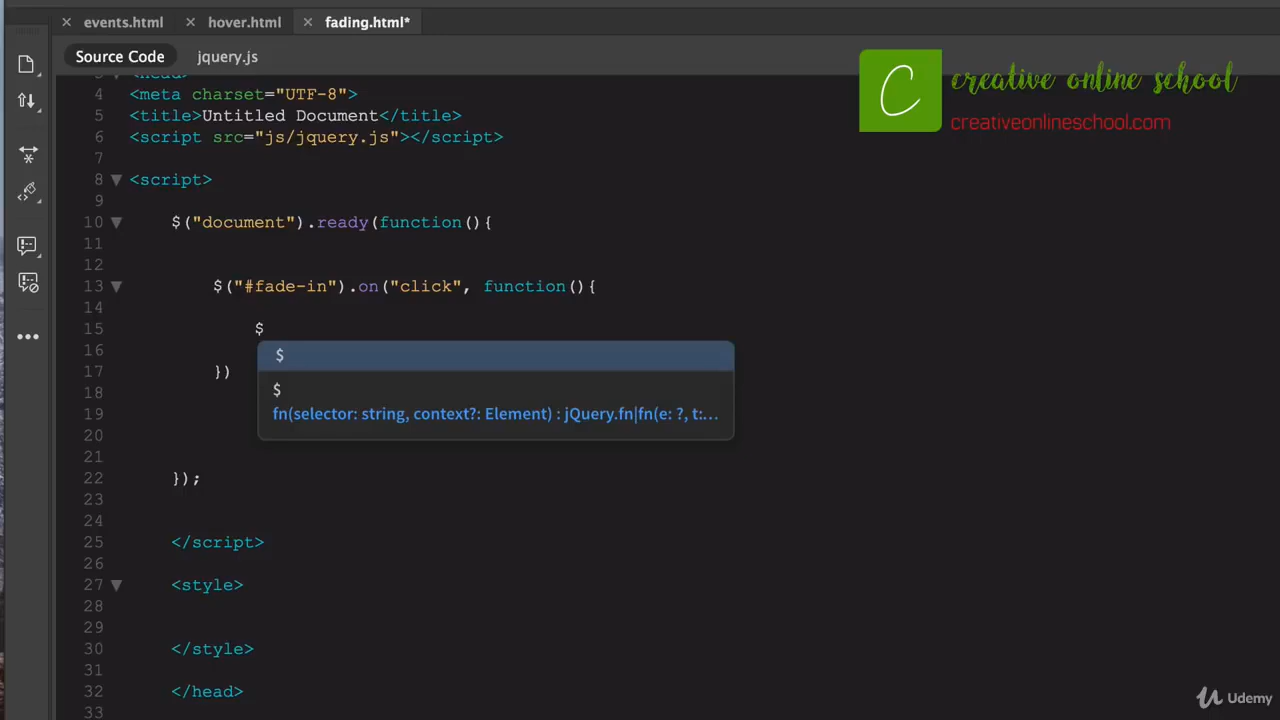 events.html hover.html fading.html*
Source Code jquery.js
creative online school
creativeonlineschool.com
C
3 <head>
4 <meta charset="UTF-8">
5 <title>Untitled Document</title>
6 <script src="js/jquery.js"></script>
7
8 <script>
9
10 $("document").ready(function(){
11
12
13 $("#fade-in").on("click", function(){
14
15 $
16 $
17 })
18 $
19 fn(selector: string, context?: Element) : jQuery.fn|fn(e: ?, t:…
20
21
22 });
23
24
25 </script>
26
27 <style>
28
29
30 </style>
31
32 </head>
33
Udemy